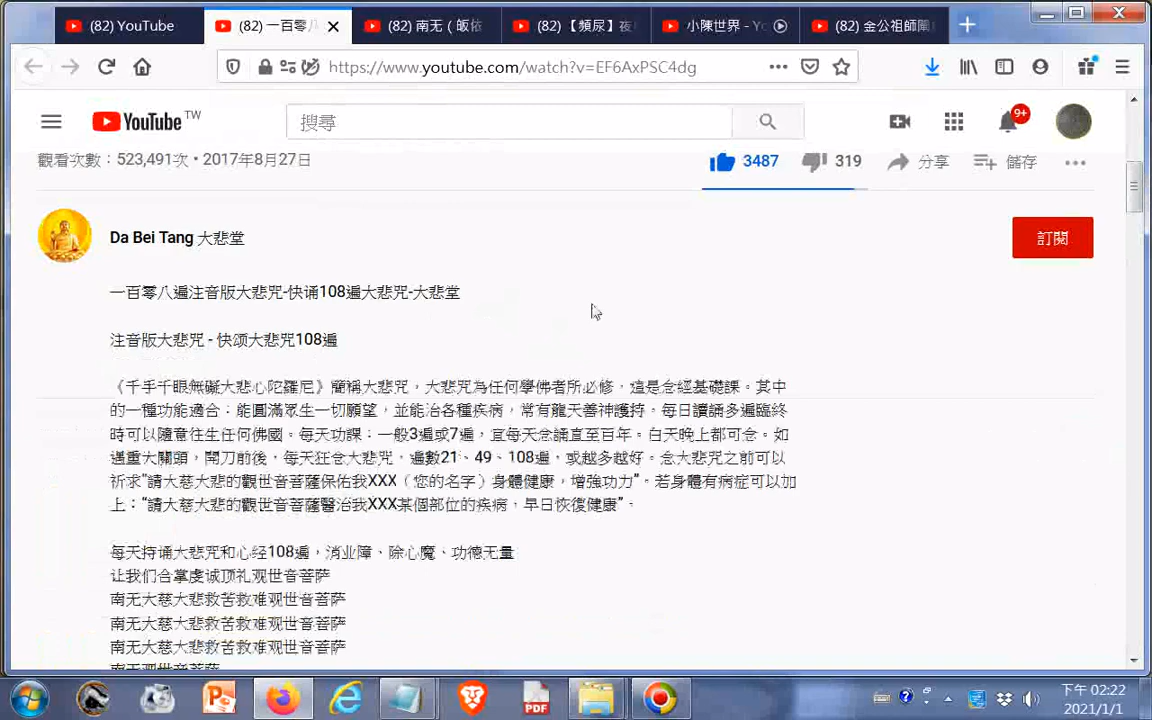 (82) YouTube
(82) 一百零八
(82) 南无（皈依
(82)【頻尿】夜
小陳世界 - Yo
(82) 金公祖師閙
https://www.youtube.com/watch?v=EF6AxPSC4dg
YouTube TW
搜尋
9+
觀看次數：523,491次 • 2017年8月27日
3487
319
分享
儲存
Da Bei Tang 大悲堂
訂閱
一百零八遍注音版大悲咒-快诵108遍大悲咒-大悲堂
注音版大悲咒 - 快颂大悲咒108遍
《千手千眼無礙大悲心陀羅尼》簡稱大悲咒，大悲咒為任何學佛者所必修，這是念經基礎課。其中
的一種功能適合：能圓滿眾生一切願望，並能治各種疾病，常有龍天善神護持。每日讀誦多遍臨終
時可以隨意往生任何佛國。每天功課：一般3遍或7遍，宜每天念誦直至百年。白天晚上都可念。如
遇重大關頭，開刀前後，每天狂念大悲咒，遍數21、49、108遍，或越多越好。念大悲咒之前可以
祈求“請大慈大悲的觀世音菩薩保佑我XXX（您的名字）身體健康，增強功力”。若身體有病症可以加
上：“請大慈大悲的觀世音菩薩醫治我XXX某個部位的疾病，早日恢復健康”。
每天持诵大悲咒和心经108遍，消业障、除心魔、功德无量
让我们合掌虔诚顶礼观世音菩萨
南无大慈大悲救苦救难观世音菩萨
南无大慈大悲救苦救难观世音菩萨
南无大慈大悲救苦救难观世音菩萨
南无观世音菩萨
PDF
下午 02:22
2021/1/1